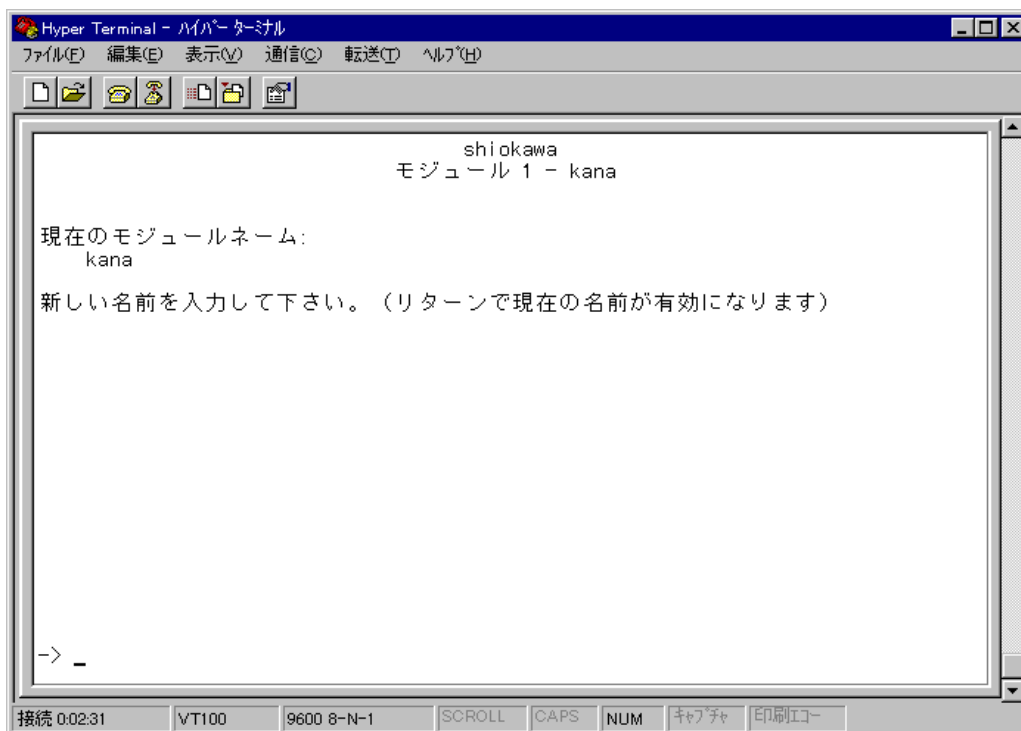 Hyper Terminal - ﾊｲﾊﾟｰ ﾀｰﾐﾅﾙ
ﾌｧｲﾙ(F) 編集(E) 表示(V) 通信(C) 転送(T) ﾍﾙﾌﾟ(H)
shiokawa
モジュール 1 - kana
現在のモジュールネーム:
kana
新しい名前を入力して下さい。（リターンで現在の名前が有効になります）
-> _
接続 0:02:31 VT100 9600 8-N-1 SCROLL CAPS NUM ｷｬﾌﾟﾁｬ 印刷ｴｺｰ